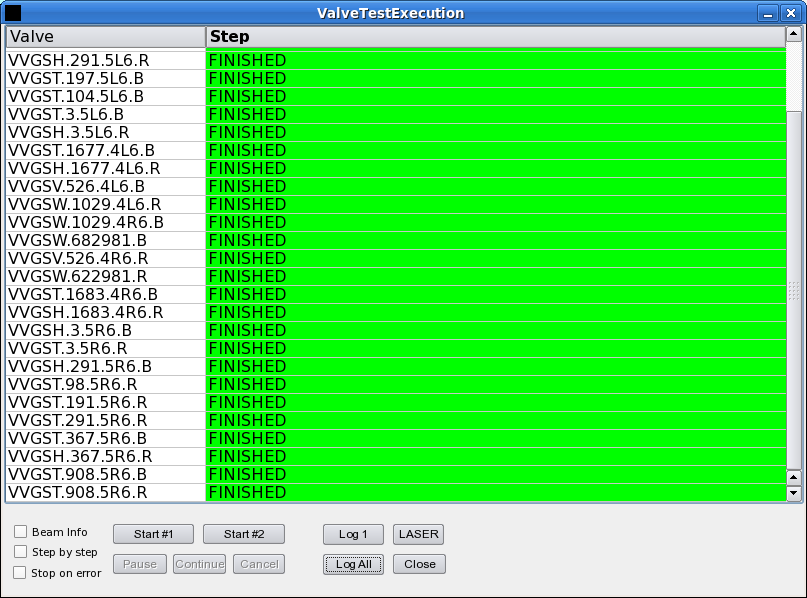 ValveTestExecution
Valve Step
VVGSH.291.5L6.R FINISHED
VVGST.197.5L6.B FINISHED
VVGST.104.5L6.B FINISHED
VVGST.3.5L6.B FINISHED
VVGSH.3.5L6.R FINISHED
VVGST.1677.4L6.B FINISHED
VVGSH.1677.4L6.R FINISHED
VVGSV.526.4L6.B FINISHED
VVGSW.1029.4L6.R FINISHED
VVGSW.1029.4R6.B FINISHED
VVGSW.682981.B FINISHED
VVGSV.526.4R6.R FINISHED
VVGSW.622981.R FINISHED
VVGST.1683.4R6.B FINISHED
VVGSH.1683.4R6.R FINISHED
VVGSH.3.5R6.B FINISHED
VVGST.3.5R6.R FINISHED
VVGSH.291.5R6.B FINISHED
VVGST.98.5R6.R FINISHED
VVGST.191.5R6.R FINISHED
VVGST.291.5R6.R FINISHED
VVGST.367.5R6.B FINISHED
VVGSH.367.5R6.R FINISHED
VVGST.908.5R6.B FINISHED
VVGST.908.5R6.R FINISHED
Beam Info Start #1 Start #2 Log 1 LASER
Step by step
Stop on error Pause Continue Cancel Log All Close